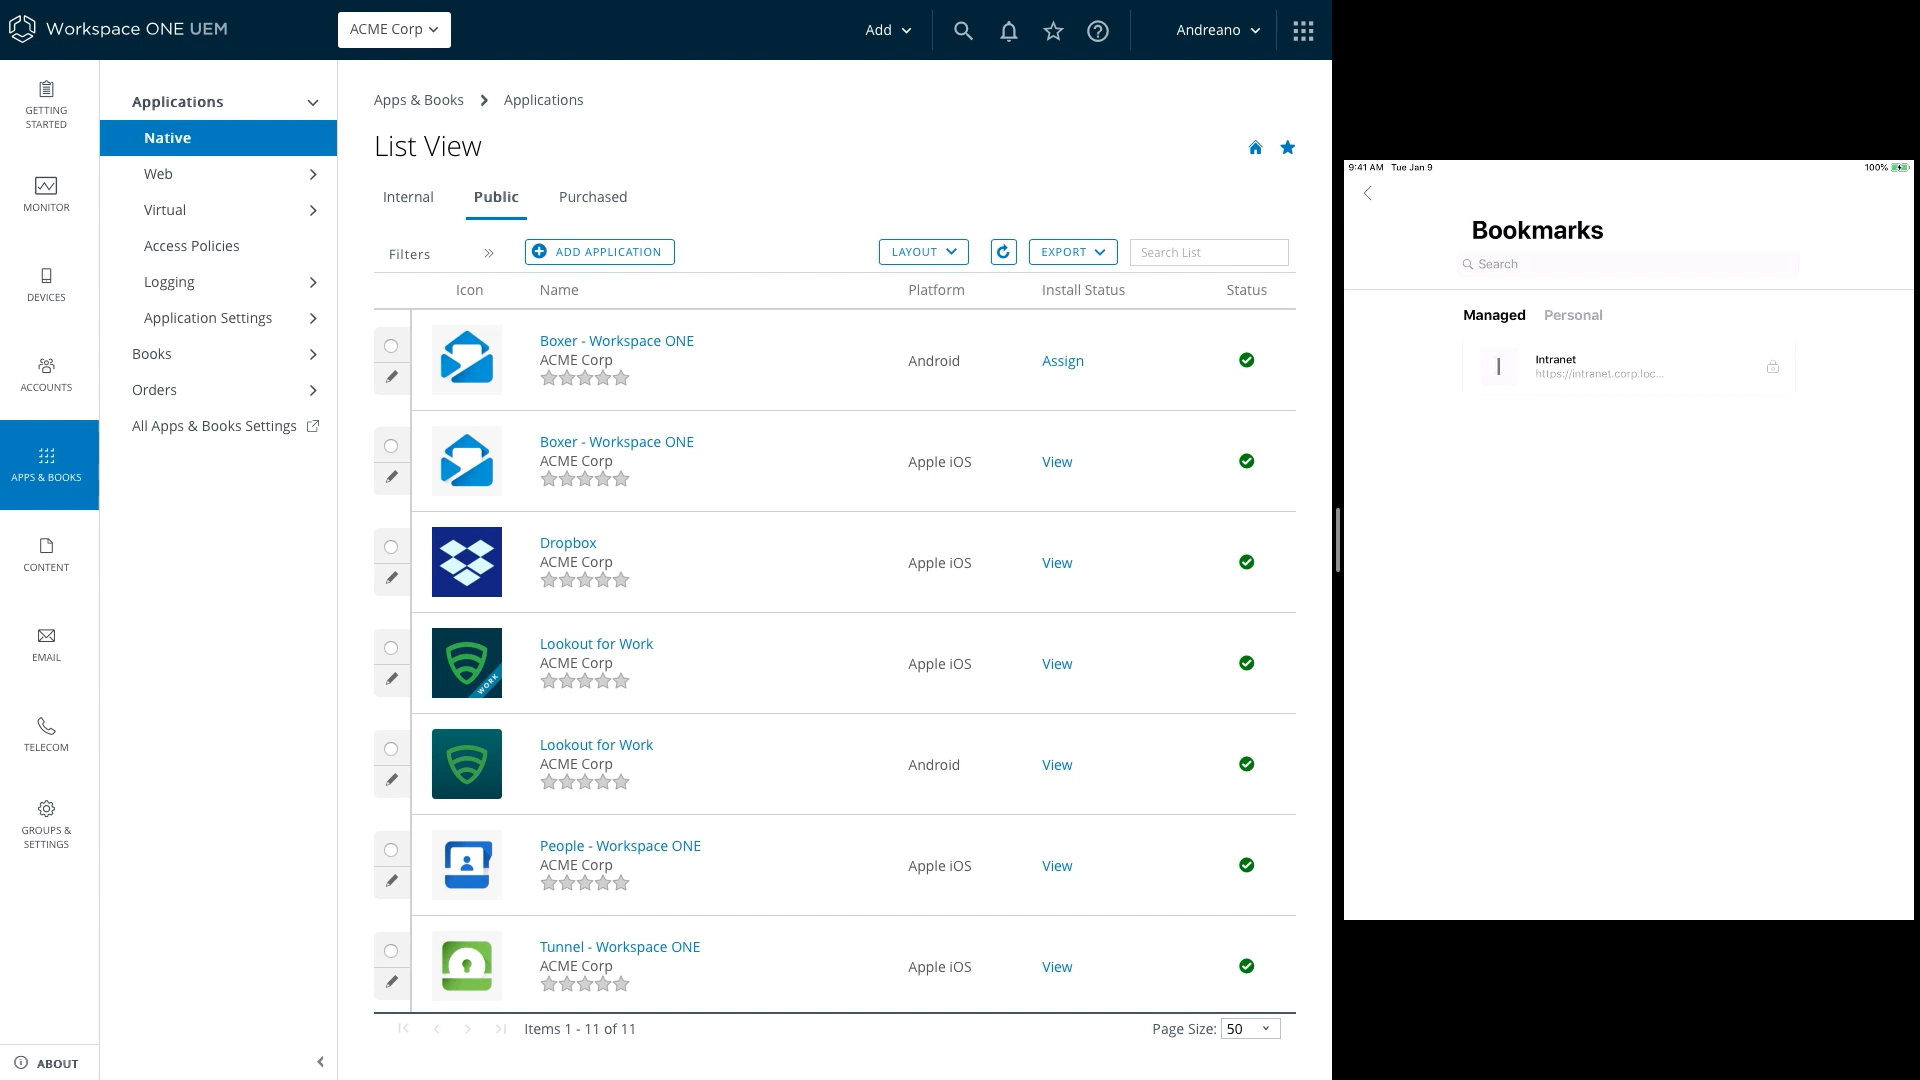 Workspace ONE UEM
ACME Corp
Add
Andreano
GETTING
STARTED
MONITOR
DEVICES
ACCOUNTS
APPS & BOOKS
CONTENT
EMAIL
TELECOM
GROUPS &
SETTINGS
ABOUT
Applications
Native
Web
Virtual
Access Policies
Logging
Application Settings
Books
Orders
All Apps & Books Settings
Apps & Books
Applications
List View
Internal
Public
Purchased
Filters
ADD APPLICATION
LAYOUT
EXPORT
Search List
Icon
Name
Platform
Install Status
Status
Boxer - Workspace ONE
ACME Corp
Android
Assign
Boxer - Workspace ONE
ACME Corp
Apple iOS
View
Dropbox
ACME Corp
Apple iOS
View
WORK
Lookout for Work
ACME Corp
Apple iOS
View
Lookout for Work
ACME Corp
Android
View
People - Workspace ONE
ACME Corp
Apple iOS
View
Tunnel - Workspace ONE
ACME Corp
Apple iOS
View
Items 1 - 11 of 11
Page Size: 50
9:41 AM Tue Jan 9
100%
Bookmarks
Search
Managed
Personal
I
Intranet
https://intranet.corp.loc...